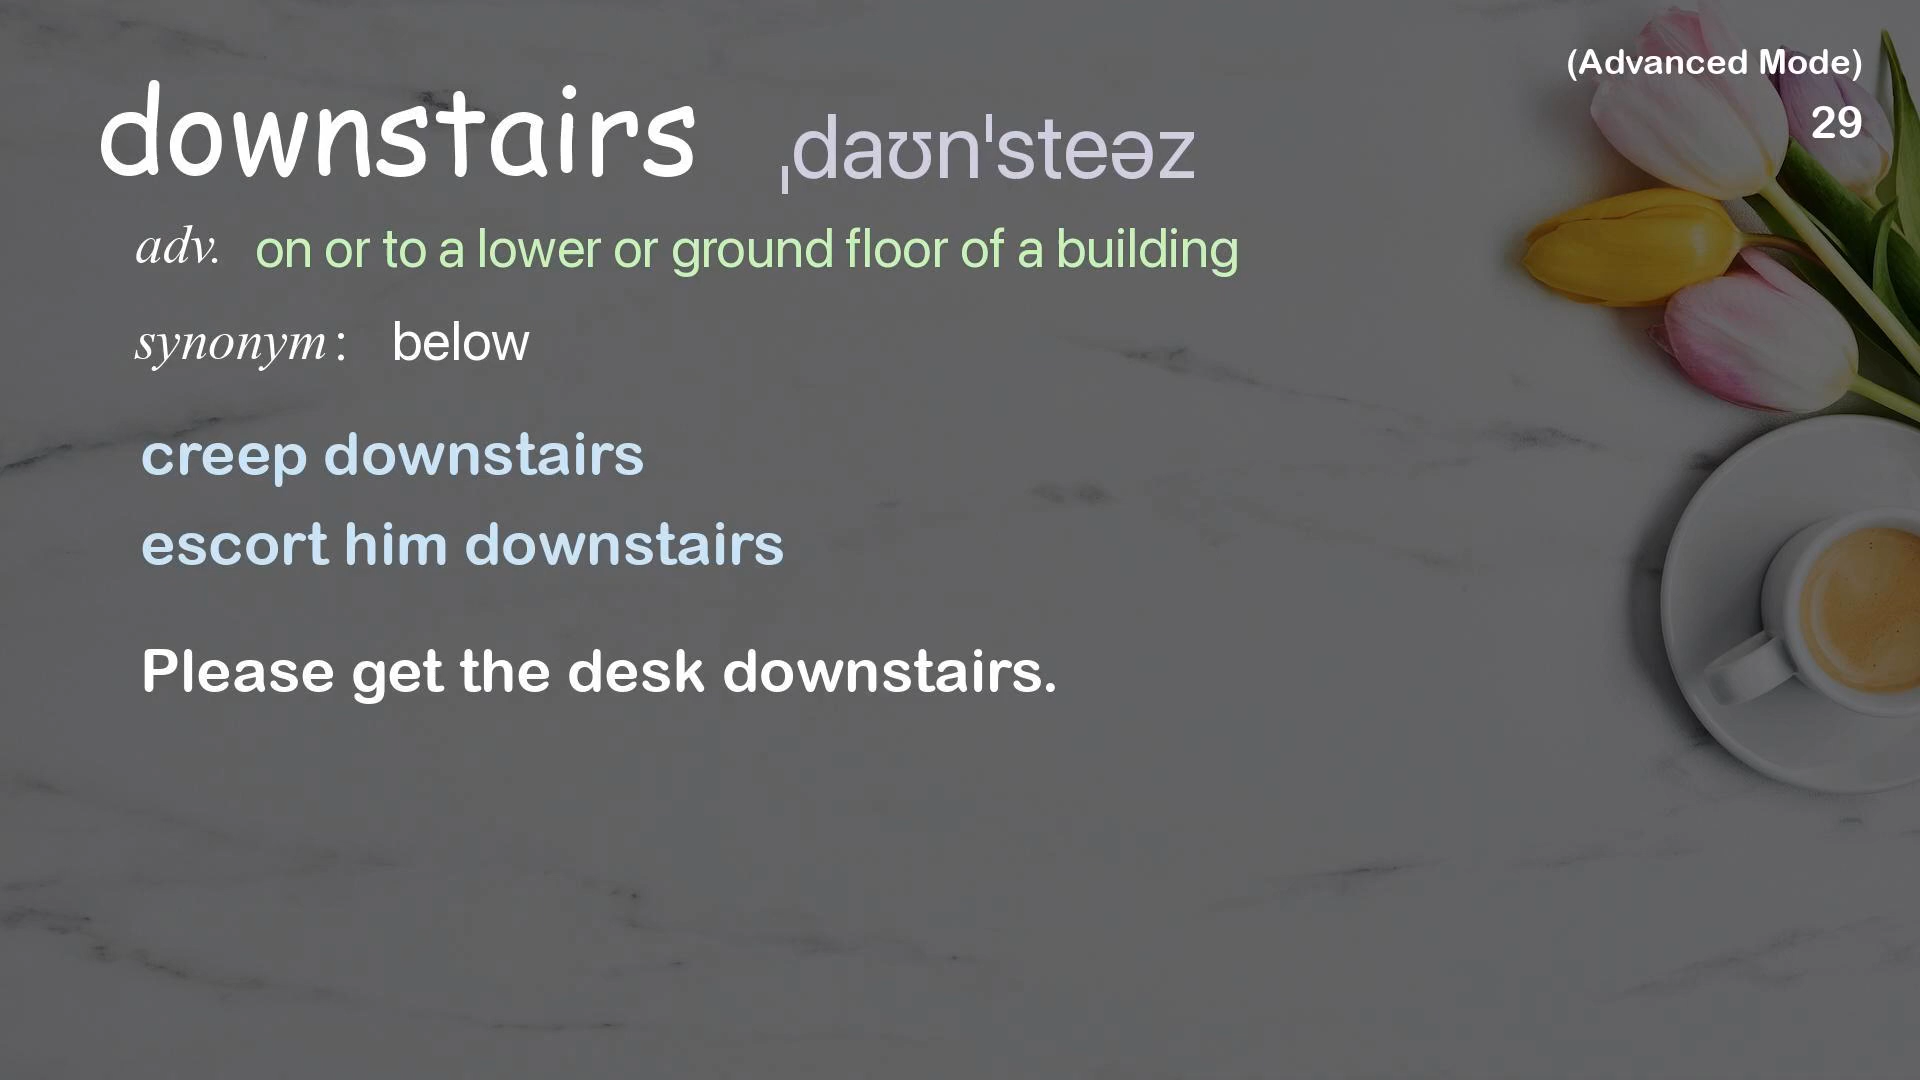 (Advanced Mode)
29
downstairs ˌdaʊnˈsteəz
adv. on or to a lower or ground floor of a building
synonym: below
creep downstairs
escort him downstairs
Please get the desk downstairs.